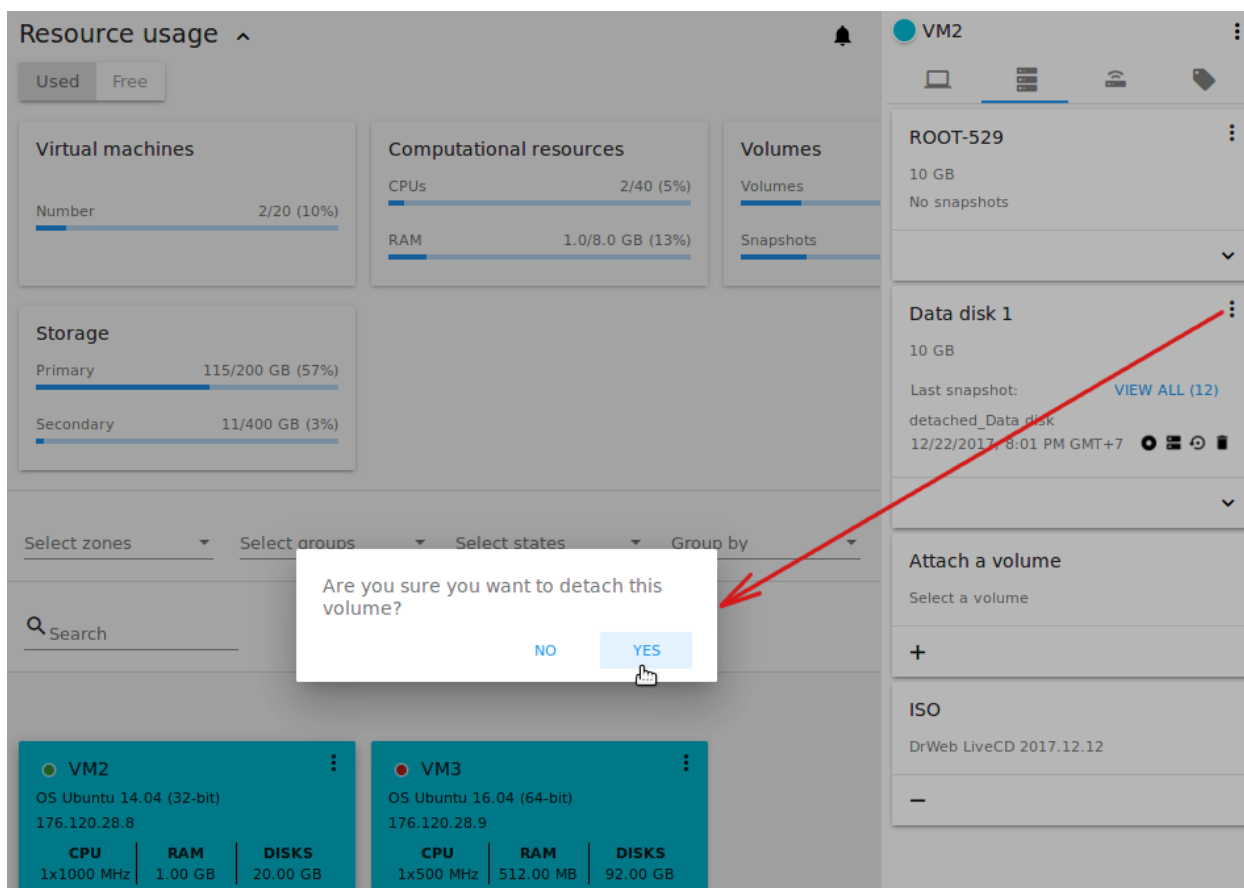 Resource usage
Used Free
Virtual machines
Number 2/20 (10%)
Computational resources
CPUs 2/40 (5%)
RAM 1.0/8.0 GB (13%)
Volumes
Volumes
Snapshots
Storage
Primary 115/200 GB (57%)
Secondary 11/400 GB (3%)
Select zones Select groups Select states Group by
Search
Are you sure you want to detach this
volume?
NO YES
VM2
OS Ubuntu 14.04 (32-bit)
176.120.28.8
CPU RAM DISKS
1x1000 MHz 1.00 GB 20.00 GB
VM3
OS Ubuntu 16.04 (64-bit)
176.120.28.9
CPU RAM DISKS
1x500 MHz 512.00 MB 92.00 GB
VM2
ROOT-529
10 GB
No snapshots
Data disk 1
10 GB
Last snapshot: VIEW ALL (12)
detached_Data disk
12/22/2017, 8:01 PM GMT+7
Attach a volume
Select a volume
ISO
DrWeb LiveCD 2017.12.12